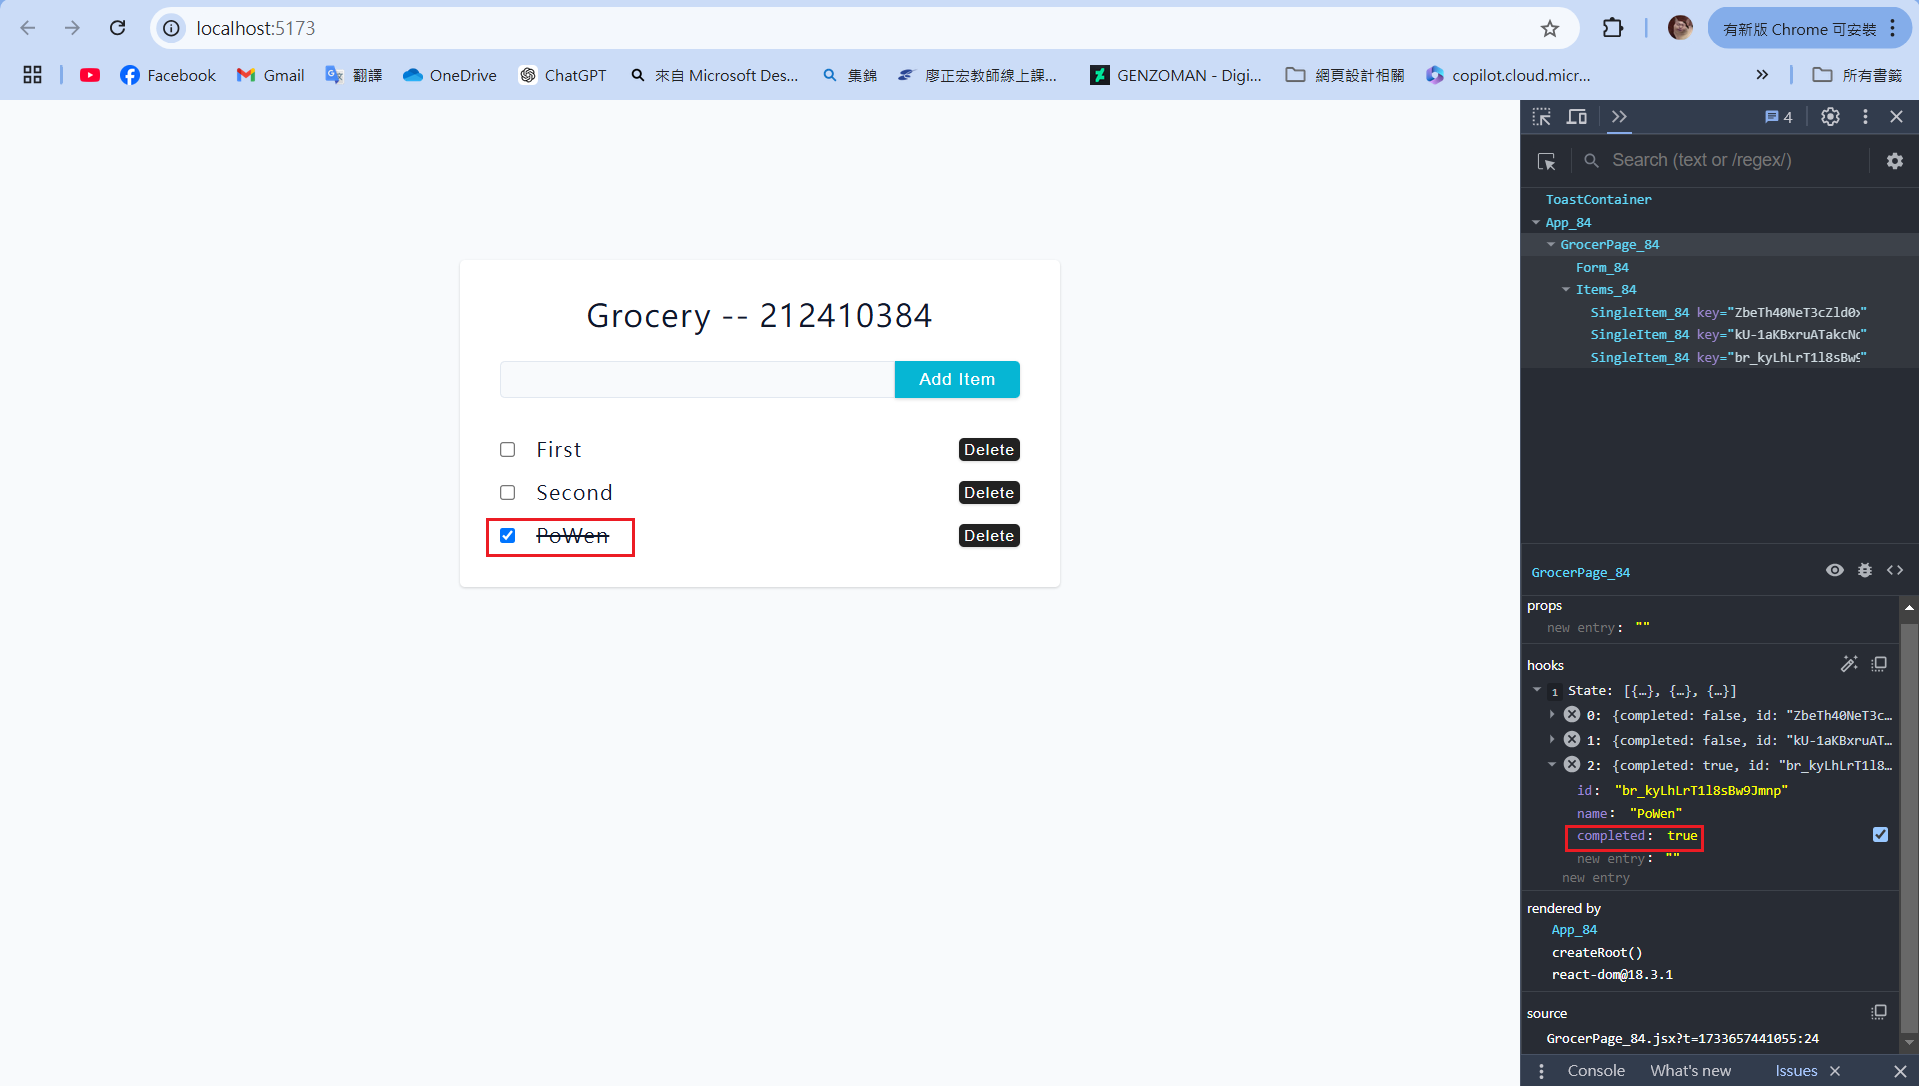 localhost:5173
有新版 Chrome 可安裝
Facebook
Gmail
翻譯
OneDrive
ChatGPT
來自 Microsoft Des...
集錦
廖正宏教師線上課...
GENZOMAN - Digi...
網頁設計相關
copilot.cloud.micr...
所有書籤
4
Search (text or /regex/)
ToastContainer
App_84
GrocerPage_84
Form_84
Items_84
SingleItem_84 key="ZbeTh40NeT3cZld0x"
SingleItem_84 key="kU-1aKBxruATakcNc"
SingleItem_84 key="br_kyLhLrT1l8sBw9"
Grocery -- 212410384
Add Item
First
Delete
Second
Delete
PoWen
Delete
GrocerPage_84
props
new entry: ""
hooks
1 State: [{…}, {…}, {…}]
0: {completed: false, id: "ZbeTh40NeT3c…
1: {completed: false, id: "kU-1aKBxruAT…
2: {completed: true, id: "br_kyLhLrT1l8…
id: "br_kyLhLrT1l8sBw9Jmnp"
name: "PoWen"
completed: true
new entry: ""
new entry
rendered by
App_84
createRoot()
react-dom@18.3.1
source
GrocerPage_84.jsx?t=1733657441055:24
Console
What's new
Issues